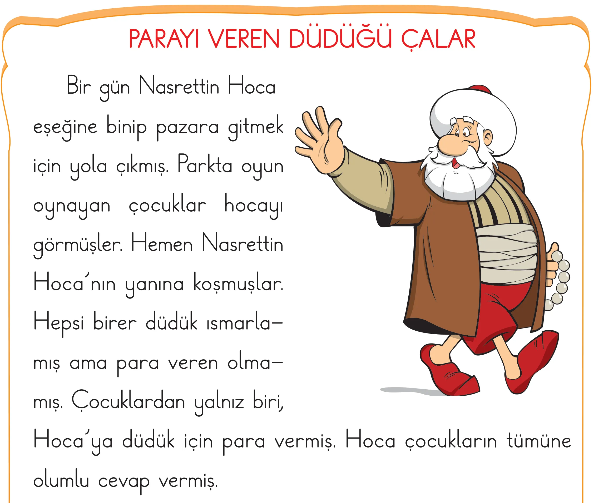 PARAYI VEREN DÜDÜĞÜ ÇALAR
Bir gün Nasrettin Hoca
eşeğine binip pazara gitmek
için yola çıkmış. Parkta oyun
oynayan çocuklar hocayı
görmüşler. Hemen Nasrettin
Hoca'nın yanına koşmuşlar.
Hepsi birer düdük ısmarla-
mış ama para veren olma-
mış. Çocuklardan yalnız biri,
Hoca'ya düdük için para vermiş. Hoca çocukların tümüne
olumlu cevap vermiş.